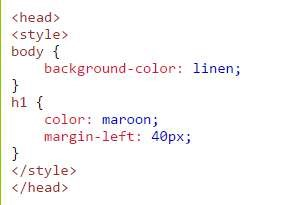 <head>
<style>
body {
    background-color: linen;
}
h1 {
    color: maroon;
    margin-left: 40px;
}
</style>
</head>